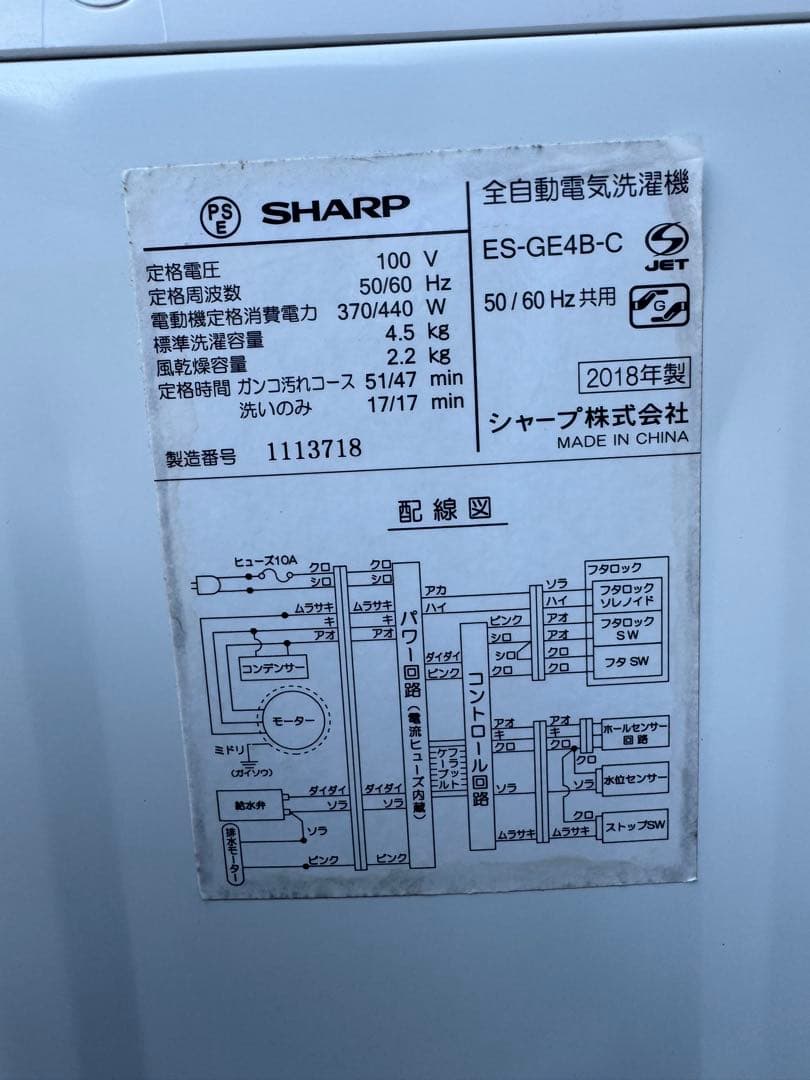 PS
E
SHARP
定格電圧 100 V
定格周波数 50/60 Hz
電動機定格消費電力 370/440 W
標準洗濯容量 4.5 kg
風乾燥容量 2.2 kg
定格時間 ガンコ汚れコース 51/47 min
洗いのみ 17/17 min
製造番号 1113718
全自動電気洗濯機
ES-GE4B-C
JET
50/60Hz共用
G
2018年製
シャープ株式会社
MADE IN CHINA
配線図
ヒューズ10A
クロ
シロ
ムラサキ
キ
アオ
クロ
シロ
ムラサキ
キ
アオ
コンデンサー
モーター
ミドリ
(ガイソウ)
給水弁
排水モーター
ダイダイ
ソラ
ソラ
ピンク
ダイダイ
ソラ
ピンク
パワー回路(電流ヒューズ内蔵)
アカ
ハイ
ダイダイ
ピンク
フラップケーブルト
コントロール回路
ピンク
シロ
シロ
クロ
ソラ
ハイ
アオ
アオ
クロ
クロ
フタロック
フタロック
ソレノイド
フタロック
SW
フタSW
アオ
キ
クロ
ソラ
ムラサキ
アオ
キ
クロ
クロ
ソラ
クロ
ムラサキ
ホールセンサー
回路
水位センサー
ストップSW